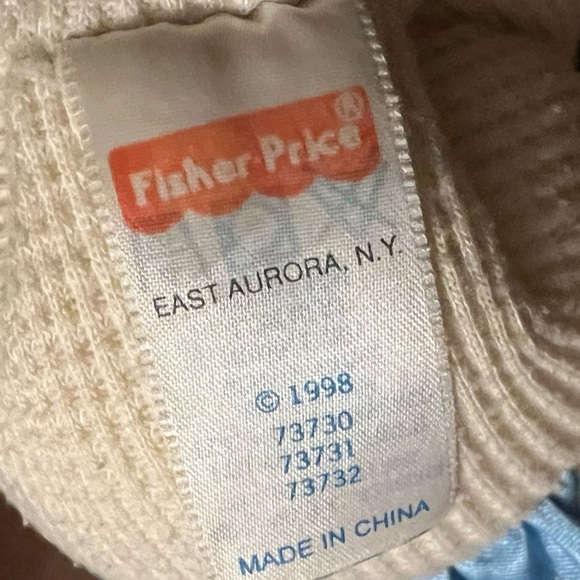 Fisher-Price®
EAST AURORA, N.Y.
© 1998
73730
73731
73732
MADE IN CHINA